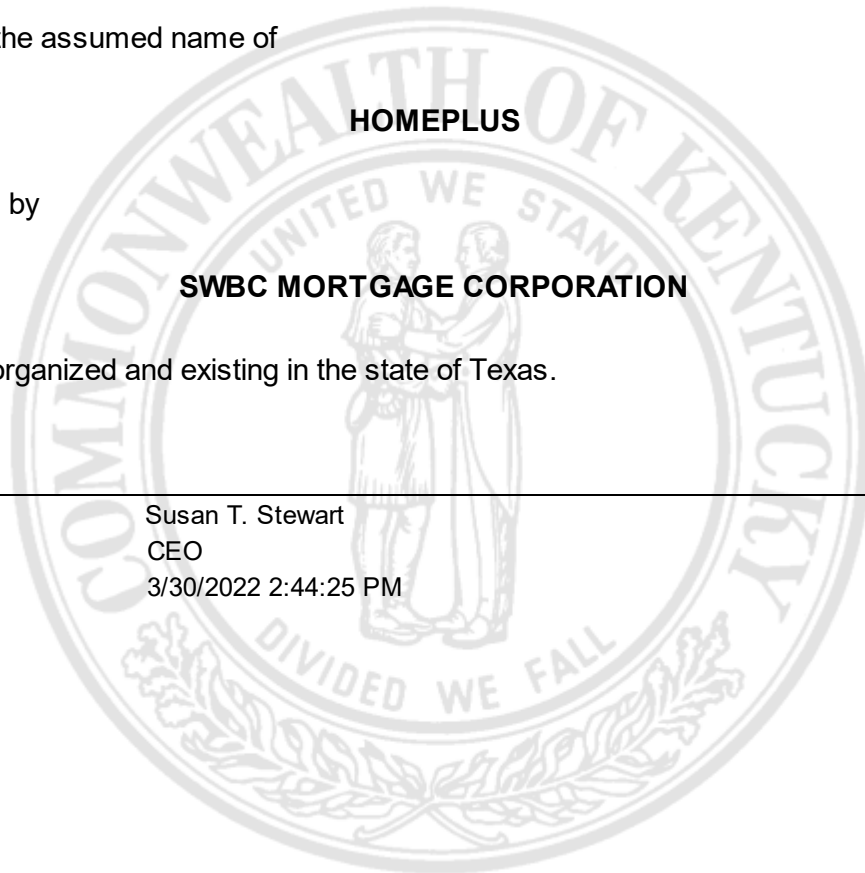 the assumed name of
HOMEPLUS
by
SWBC MORTGAGE CORPORATION
organized and existing in the state of Texas.
Susan T. Stewart
CEO
3/30/2022 2:44:25 PM
COMMONWEALTH OF KENTUCKY
UNITED WE STAND
DIVIDED WE FALL